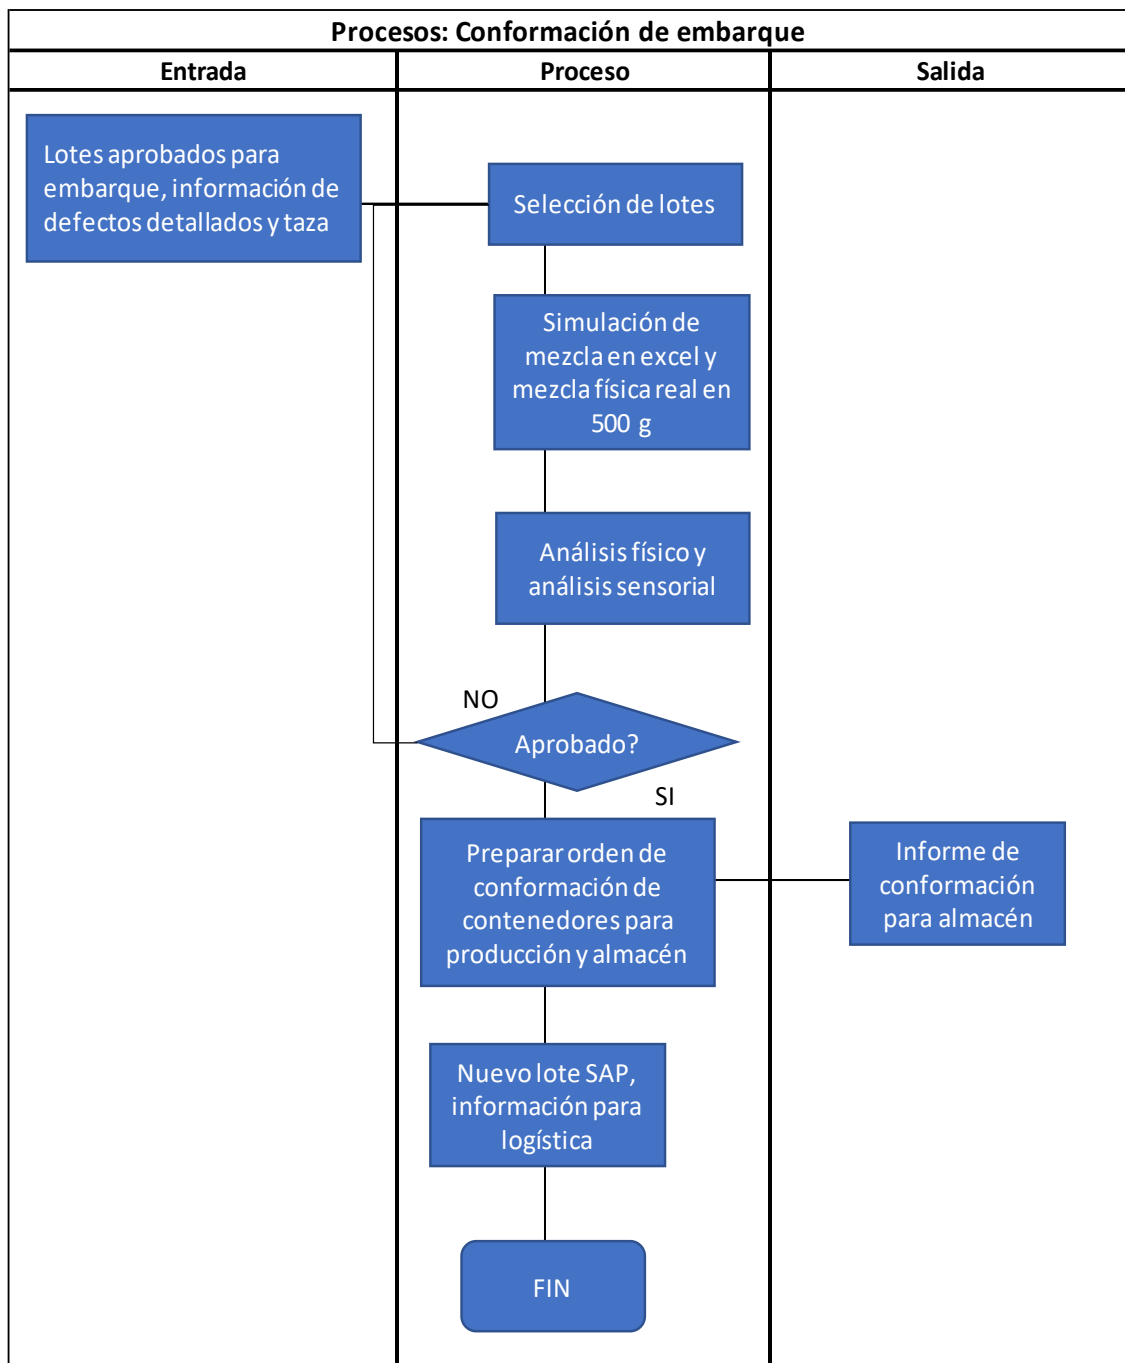 Procesos: Conformación de embarque
Entrada
Proceso
Salida
Lotes aprobados para
embarque, información de
defectos detallados y taza
Selección de lotes
Simulación de
mezcla en excel y
mezcla física real en
500 g
Análisis físico y
análisis sensorial
NO
Aprobado?
SI
Preparar orden de
conformación de
contenedores para
producción y almacén
Informe de
conformación
para almacén
Nuevo lote SAP,
información para
logística
FIN